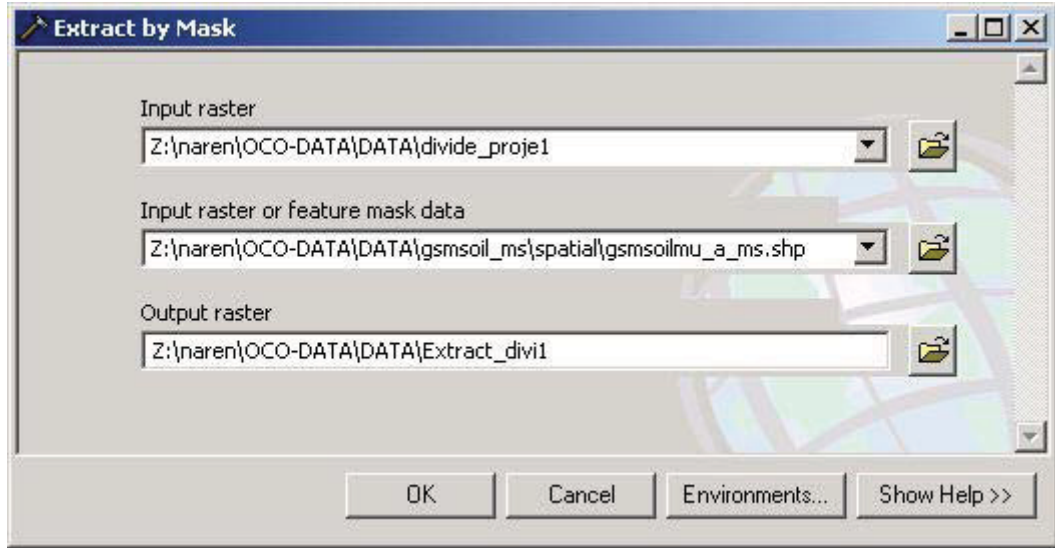 Extract by Mask
Input raster
Z:\naren\OCO-DATA\DATA\divide_proje1
Input raster or feature mask data
Z:\naren\OCO-DATA\DATA\gsmsoil_ms\spatial\gsmsoilmu_a_ms.shp
Output raster
Z:\naren\OCO-DATA\DATA\Extract_divi1
OK Cancel Environments... Show Help >>